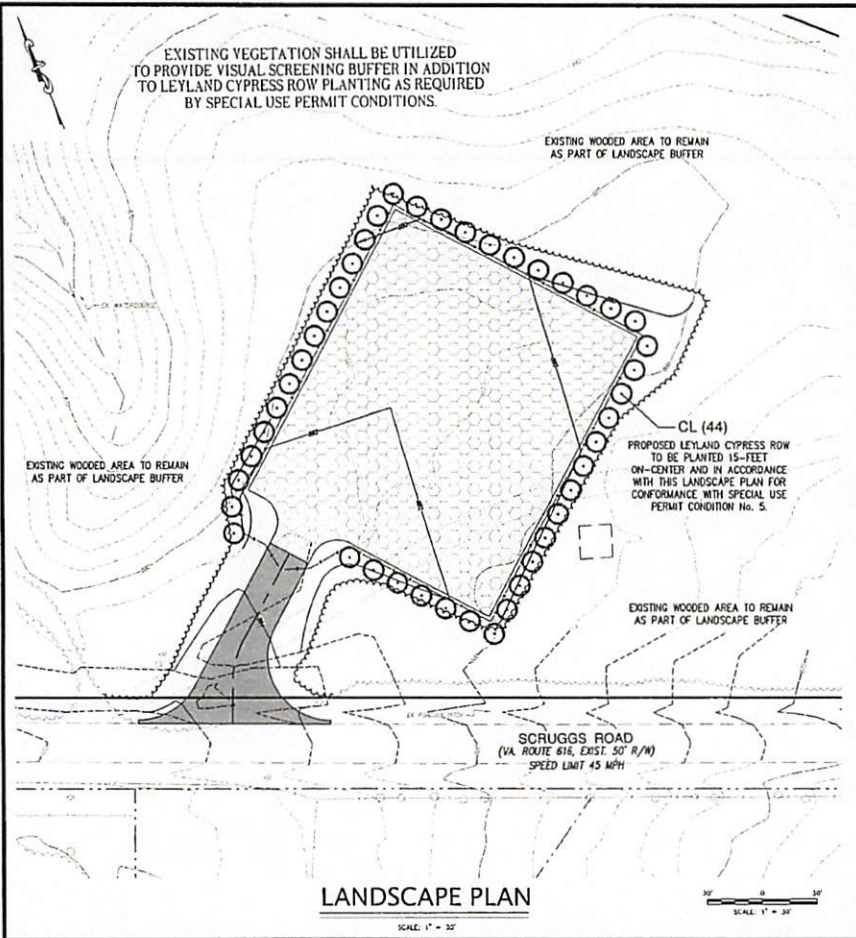 EXISTING VEGETATION SHALL BE UTILIZED
TO PROVIDE VISUAL SCREENING BUFFER IN ADDITION
TO LEYLAND CYPRESS ROW PLANTING AS REQUIRED
BY SPECIAL USE PERMIT CONDITIONS.
EXISTING WOODED AREA TO REMAIN
AS PART OF LANDSCAPE BUFFER
CL (44)
PROPOSED LEYLAND CYPRESS ROW
TO BE PLANTED 15-FEET
ON-CENTER AND IN ACCORDANCE
WITH THIS LANDSCAPE PLAN FOR
CONFORMANCE WITH SPECIAL USE
PERMIT CONDITION No. 5.
EXISTING WOODED AREA TO REMAIN
AS PART OF LANDSCAPE BUFFER
EXISTING WOODED AREA TO REMAIN
AS PART OF LANDSCAPE BUFFER
SCRUGGS ROAD
(VA. ROUTE 616, EXIST. 50' R/W)
SPEED LIMIT 45 MPH
LANDSCAPE PLAN
SCALE: 1" = 30'
30' 0 30'
SCALE: 1" = 30'